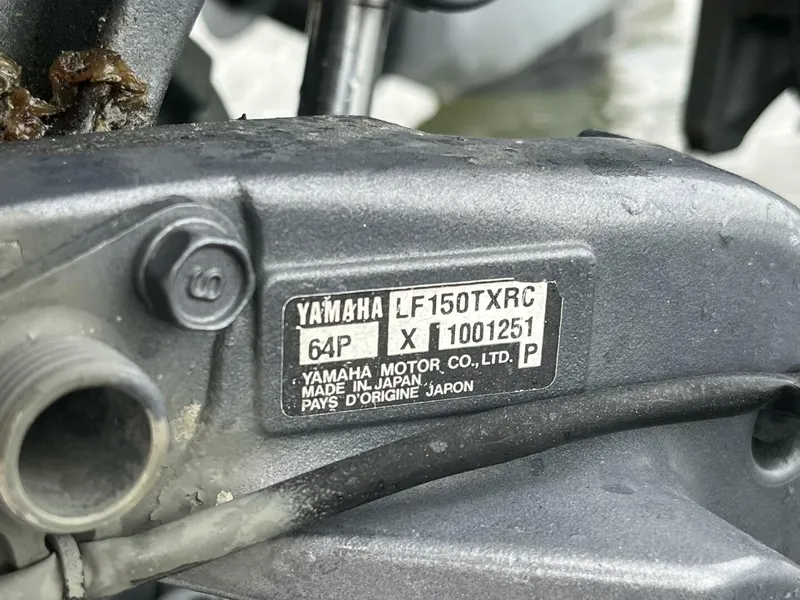 YAMAHA LF150TXRC
64P X 1001251
YAMAHA MOTOR CO., LTD. P
MADE IN JAPAN
PAYS D'ORIGINE JAPON
S